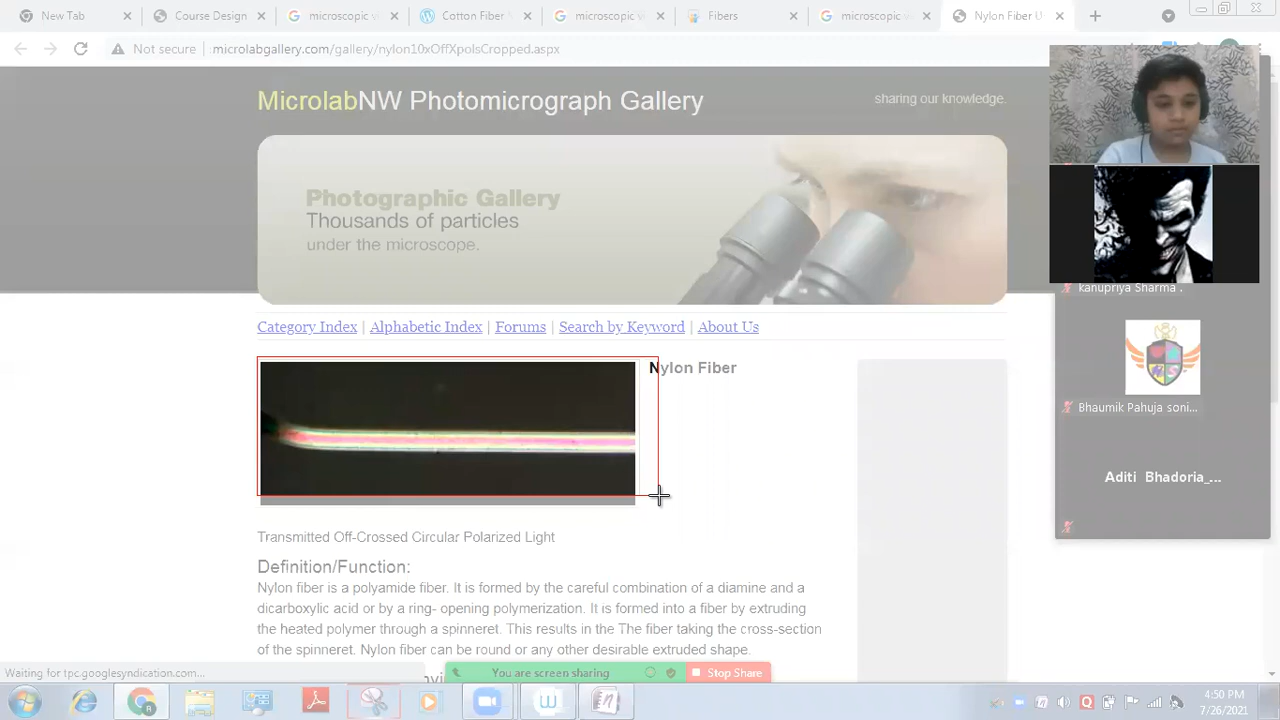 New Tab
Course Design
microscopic vi
Cotton Fiber
microscopic vi
Fibers
microscopic vi
Nylon Fiber U
Not secure
microlabgallery.com/gallery/nylon10xOffXpolsCropped.aspx
MicrolabNW Photomicrograph Gallery
sharing our knowledge.
Photographic Gallery
Thousands of particles
under the microscope.
Category Index | Alphabetic Index | Forums | Search by Keyword | About Us
kanupriya Sharma .
Nylon Fiber
Bhaumik Pahuja soni...
Aditi Bhadoria_...
Transmitted Off-Crossed Circular Polarized Light
Definition/Function:
Nylon fiber is a polyamide fiber. It is formed by the careful combination of a diamine and a
dicarboxylic acid or by a ring- opening polymerization. It is formed into a fiber by extruding
the heated polymer through a spinneret. This results in the The fiber taking the cross-section
of the spinneret. Nylon fiber can be round or any other desirable extruded shape.
Waiting for tpc.googlesyndication.com...
You are screen sharing
Stop Share
4:50 PM
7/26/2021